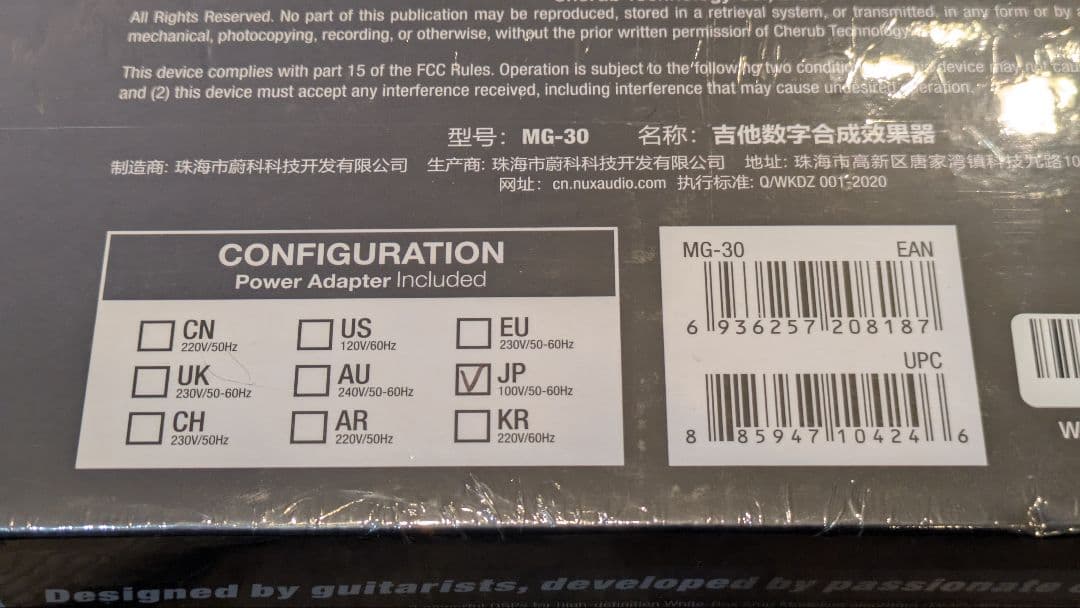 All Rights Reserved. No part of this publication may be reproduced, stored in a retrieval system, or transmitted, in any form or by
mechanical, photocopying, recording, or otherwise, without the prior written permission of Cherub Technology
This device complies with part 15 of the FCC Rules. Operation is subject to the following two device may not
and (2) this device must accept any interference received, including interference that may cause undesired
型号：MG-30 名称：吉他数字合成效果器
制造商: 珠海市蔚科科技开发有限公司 生产商: 珠海市蔚科科技开发有限公司 地址: 珠海市高新区唐家湾镇科技九路10
网址： cn.nuxaudio.com 执行标准: Q/WKDZ 001-2020
CONFIGURATION
Power Adapter Included
CN
220V/50Hz
US
120V/60Hz
EU
230V/50-60Hz
UK
230V/50-60Hz
AU
240V/50-60Hz
JP
100V/50-60Hz
CH
230V/50Hz
AR
220V/50Hz
KR
220V/60Hz
MG-30 EAN
6 936257 208187
UPC
8 85947 10424 6
W
Designed by guitarists, developed by passionate